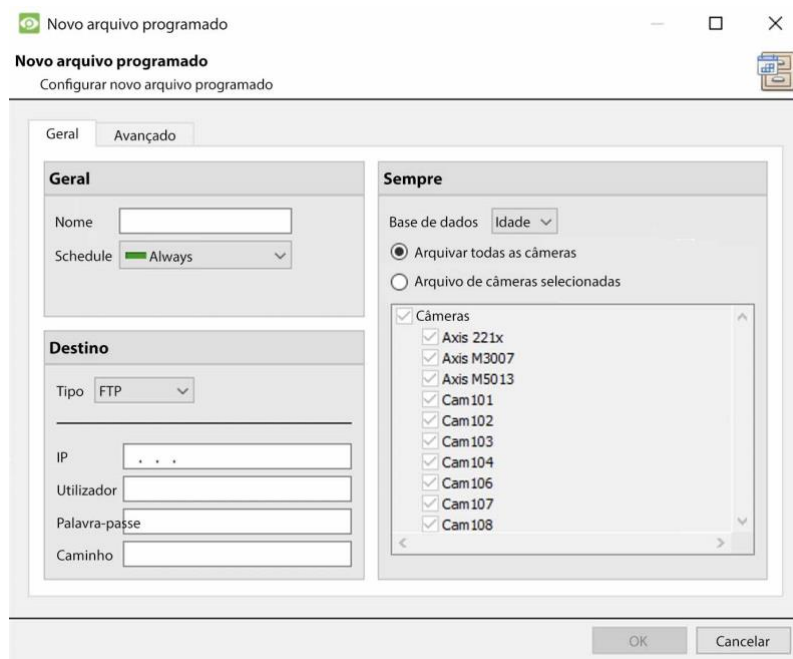 Novo arquivo programado
Novo arquivo programado
Configurar novo arquivo programado
Geral
Avançado
Geral
Nome
Schedule
Always
Destino
Tipo
FTP
IP
. . .
Utilizador
Palavra-passe
Caminho
Sempre
Base de dados
Idade
Arquivar todas as câmeras
Arquivo de câmeras selecionadas
Câmeras
Axis 221x
Axis M3007
Axis M5013
Cam101
Cam102
Cam103
Cam104
Cam106
Cam107
Cam108
OK
Cancelar